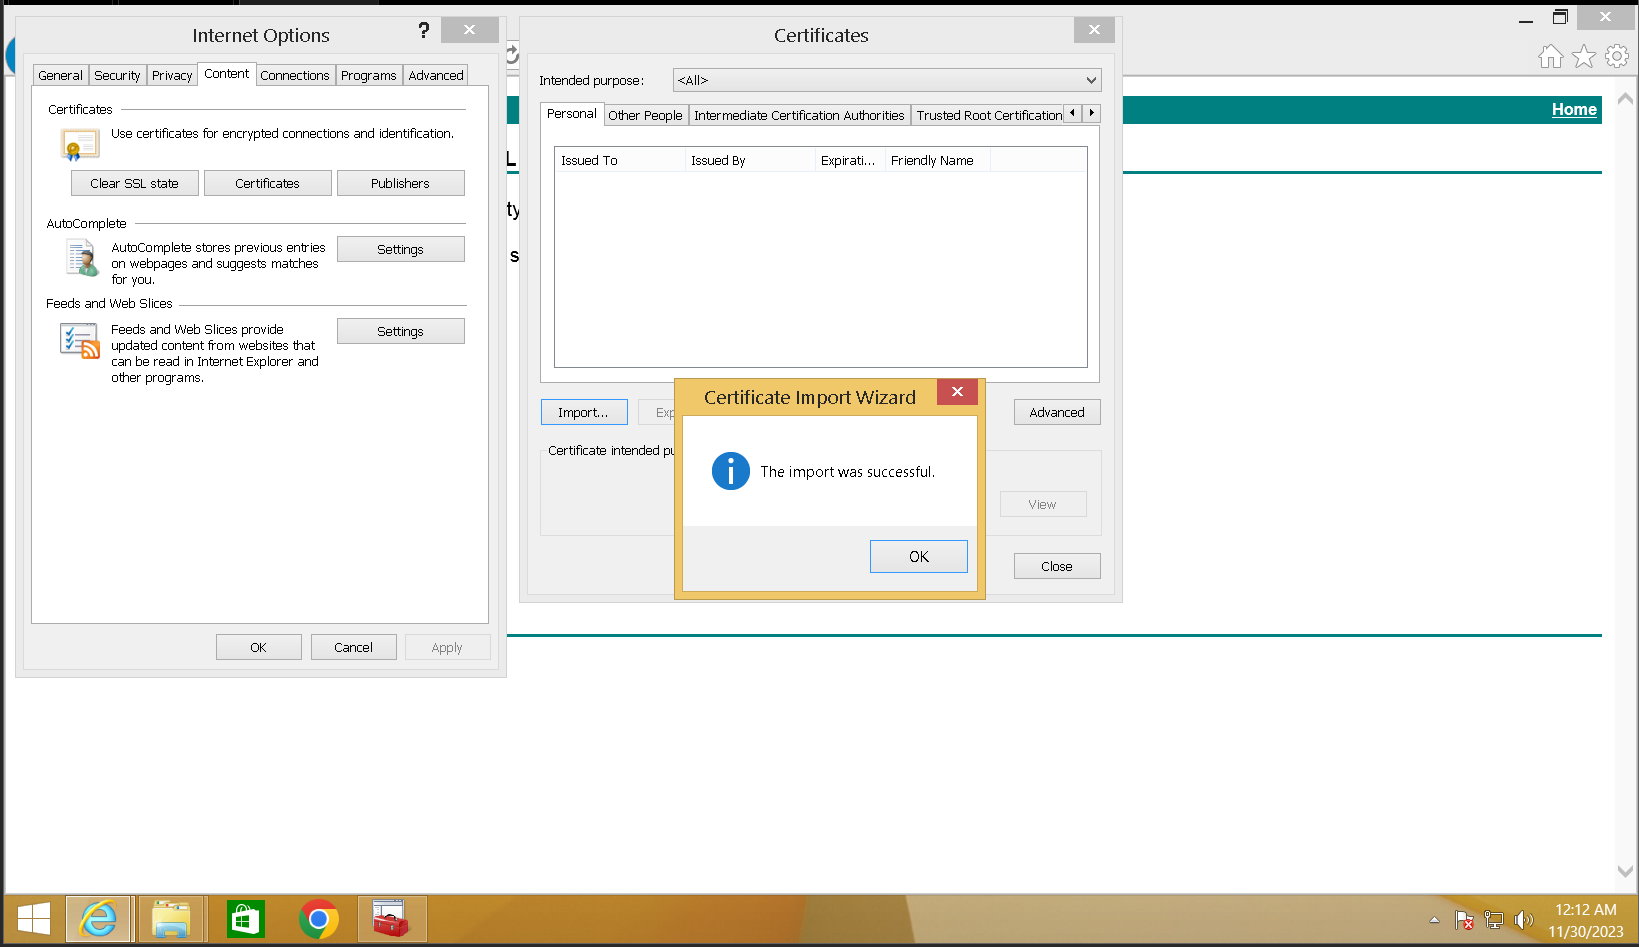 Internet Options
?
General
Security
Privacy
Content
Connections
Programs
Advanced
Certificates
Use certificates for encrypted connections and identification.
Clear SSL state
Certificates
Publishers
AutoComplete
AutoComplete stores previous entries
on webpages and suggests matches
for you.
Settings
Feeds and Web Slices
Feeds and Web Slices provide
updated content from websites that
can be read in Internet Explorer and
other programs.
Settings
OK
Cancel
Apply
Certificates
Intended purpose:
<All>
Personal
Other People
Intermediate Certification Authorities
Trusted Root Certification
Issued To
Issued By
Expirati...
Friendly Name
Import...
Exp
Advanced
Certificate intended pu
View
Close
Certificate Import Wizard
The import was successful.
OK
Home
L
ty
s
12:12 AM
11/30/2023